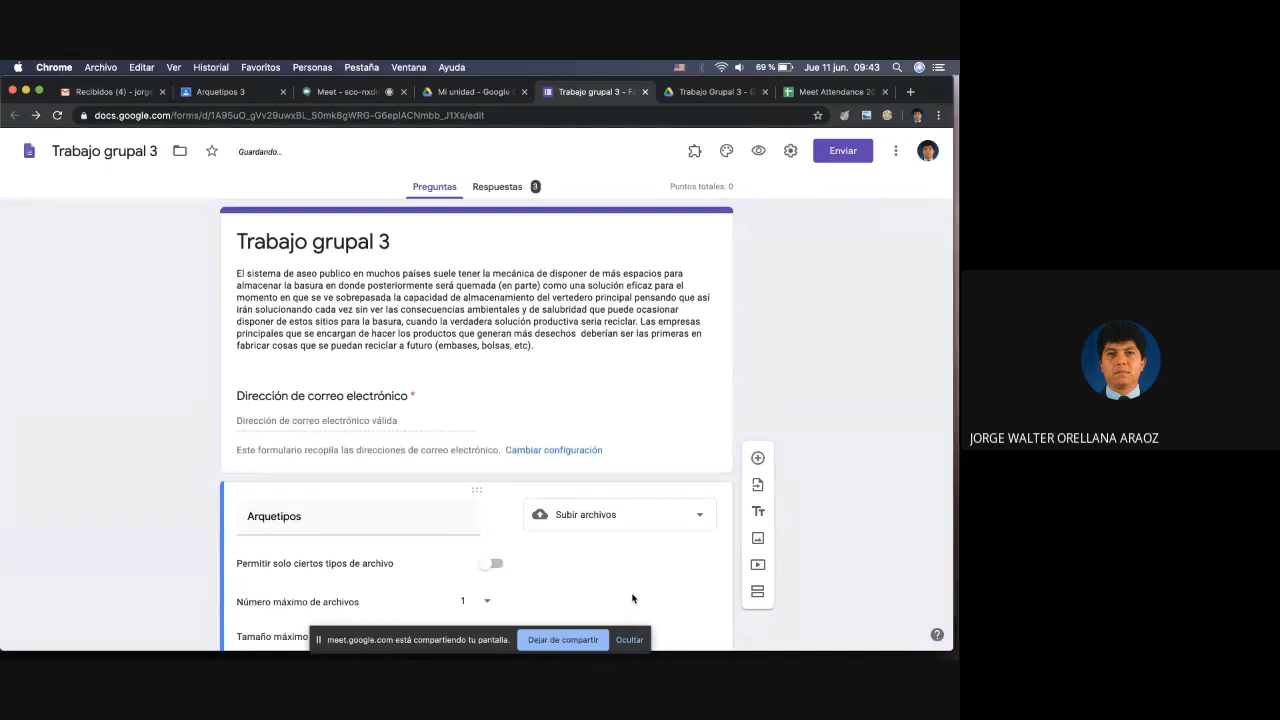 Chrome Archivo Editar Ver Historial Favoritos Personas Pestaña Ventana Ayuda 69 % Jue 11 jun. 09:43
Recibidos (4) - jorge Arquetipos 3 Meet - sco-nxdn Mi unidad - Google Trabajo grupal 3 - Fo Trabajo Grupal 3 - G Meet Attendance 20
docs.google.com/forms/d/
Trabajo grupal 3 Guardando... Enviar
Preguntas Respuestas 3 Puntos totales: 0
Trabajo grupal 3
El sistema de aseo publico en muchos países suele tener la mecánica de disponer de más espacios para
almacenar la basura en donde posteriormente será quemada (en parte) como una solución eficaz para el
momento en que se ve sobrepasada la capacidad de almacenamiento del vertedero principal pensando que así
irán solucionando cada vez sin ver las consecuencias ambientales y de salubridad que puede ocasionar
disponer de estos sitios para la basura, cuando la verdadera solución productiva seria reciclar. Las empresas
principales que se encargan de hacer los productos que generan más desechos deberían ser las primeras en
fabricar cosas que se puedan reciclar a futuro (embases, bolsas, etc).
Dirección de correo electrónico *
Dirección de correo electrónico válida
Este formulario recopila las direcciones de correo electrónico. Cambiar configuración
Arquetipos Subir archivos
Permitir solo ciertos tipos de archivo
Número máximo de archivos 1
Tamaño máximo
meet.google.com está compartiendo tu pantalla. Dejar de compartir Ocultar
JORGE WALTER ORELLANA ARAOZ